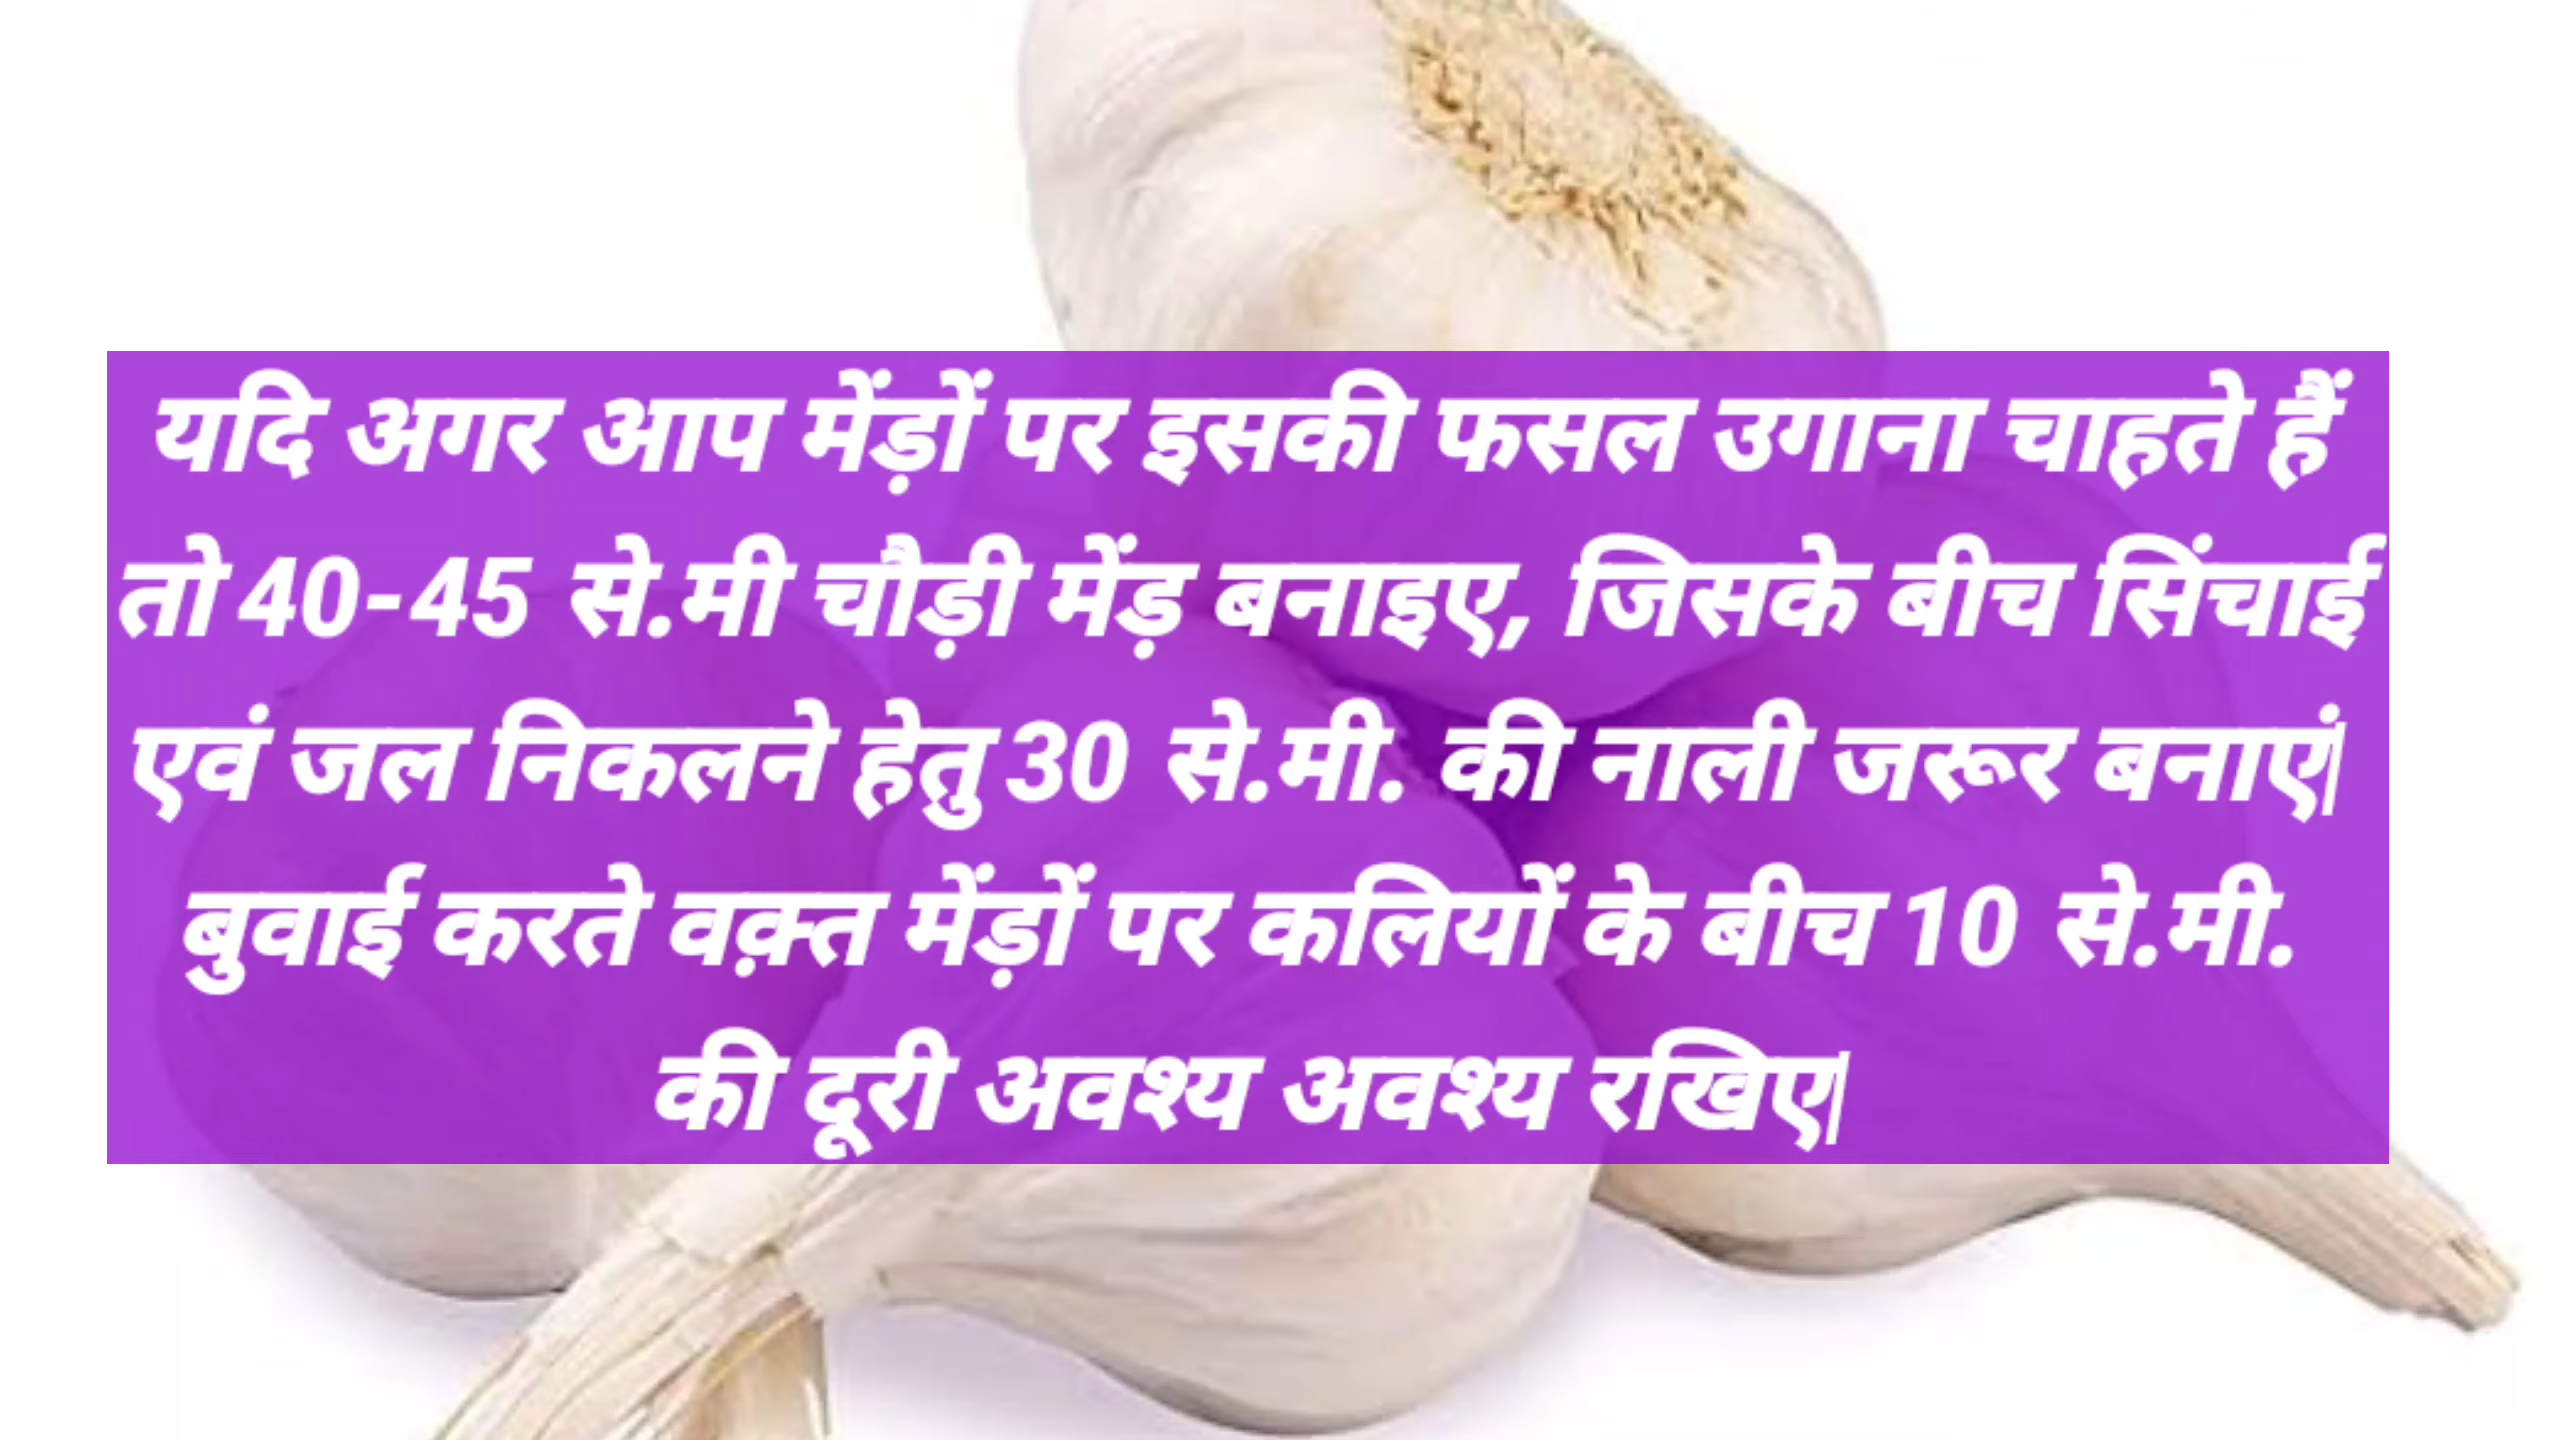 यदि अगर आप मेंड़ों पर इसकी फसल उगाना चाहते हैं
तो 40-45 से.मी चौड़ी मेंड़ बनाइए, जिसके बीच सिंचाई
एवं जल निकलने हेतु 30 से.मी. की नाली जरूर बनाएं|
बुवाई करते वक़्त मेंड़ों पर कलियों के बीच 10 से.मी.
की दूरी अवश्य अवश्य रखिए|